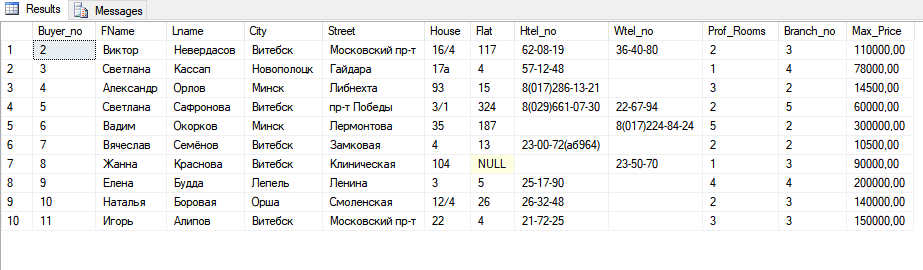 Results Messages
Buyer_no FName Lname City Street House Flat Htel_no Wtel_no Prof_Rooms Branch_no Max_Price
1 2 Виктор Невердасов Витебск Московский пр-т 16/4 117 62-08-19 36-40-80 2 3 110000,00
2 3 Светлана Кассап Новополоцк Гайдара 17а 4 57-12-48 1 4 78000,00
3 4 Александр Орлов Минск Либнехта 93 15 8(017)286-13-21 3 2 14500,00
4 5 Светлана Сафронова Витебск пр-т Победы 3/1 324 8(029)661-07-30 22-67-94 2 5 60000,00
5 6 Вадим Окорков Минск Лермонтова 35 187 8(017)224-84-24 5 2 300000,00
6 7 Вячеслав Семёнов Витебск Замковая 4 13 23-00-72(аб964) 2 2 10500,00
7 8 Жанна Краснова Витебск Клиническая 104 NULL 23-50-70 1 3 90000,00
8 9 Елена Будда Лепель Ленина 3 5 25-17-90 4 4 200000,00
9 10 Наталья Боровая Орша Смоленская 12/4 26 26-32-48 2 3 140000,00
10 11 Игорь Алипов Витебск Московский пр-т 22 4 21-72-25 3 3 150000,00